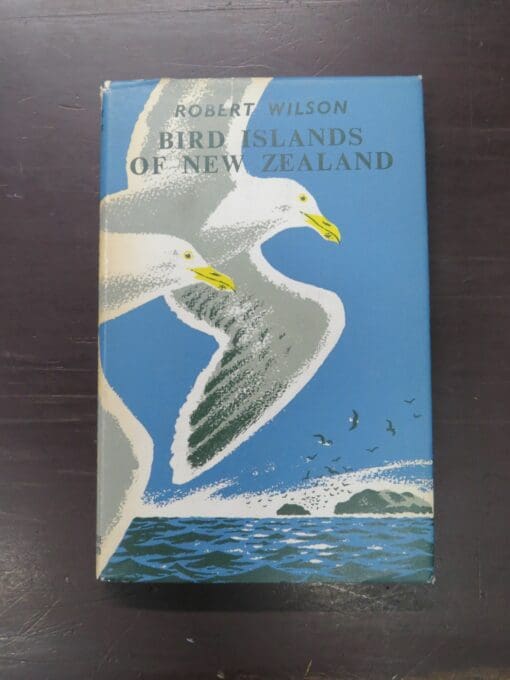 ROBERT WILSON
BIRD ISLANDS
OF NEW ZEALAND